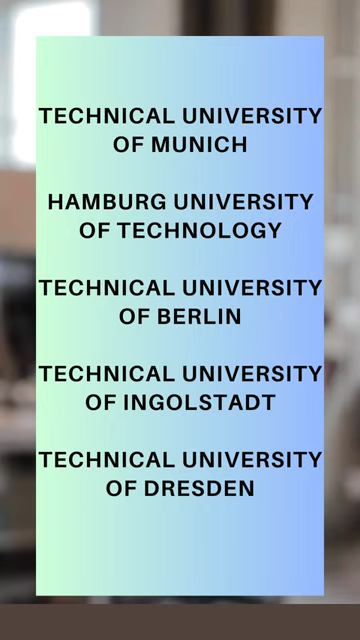 TECHNICAL UNIVERSITY
OF MUNICH
HAMBURG UNIVERSITY
OF TECHNOLOGY
TECHNICAL UNIVERSITY
OF BERLIN
TECHNICAL UNIVERSITY
OF INGOLSTADT
TECHNICAL UNIVERSITY
OF DRESDEN